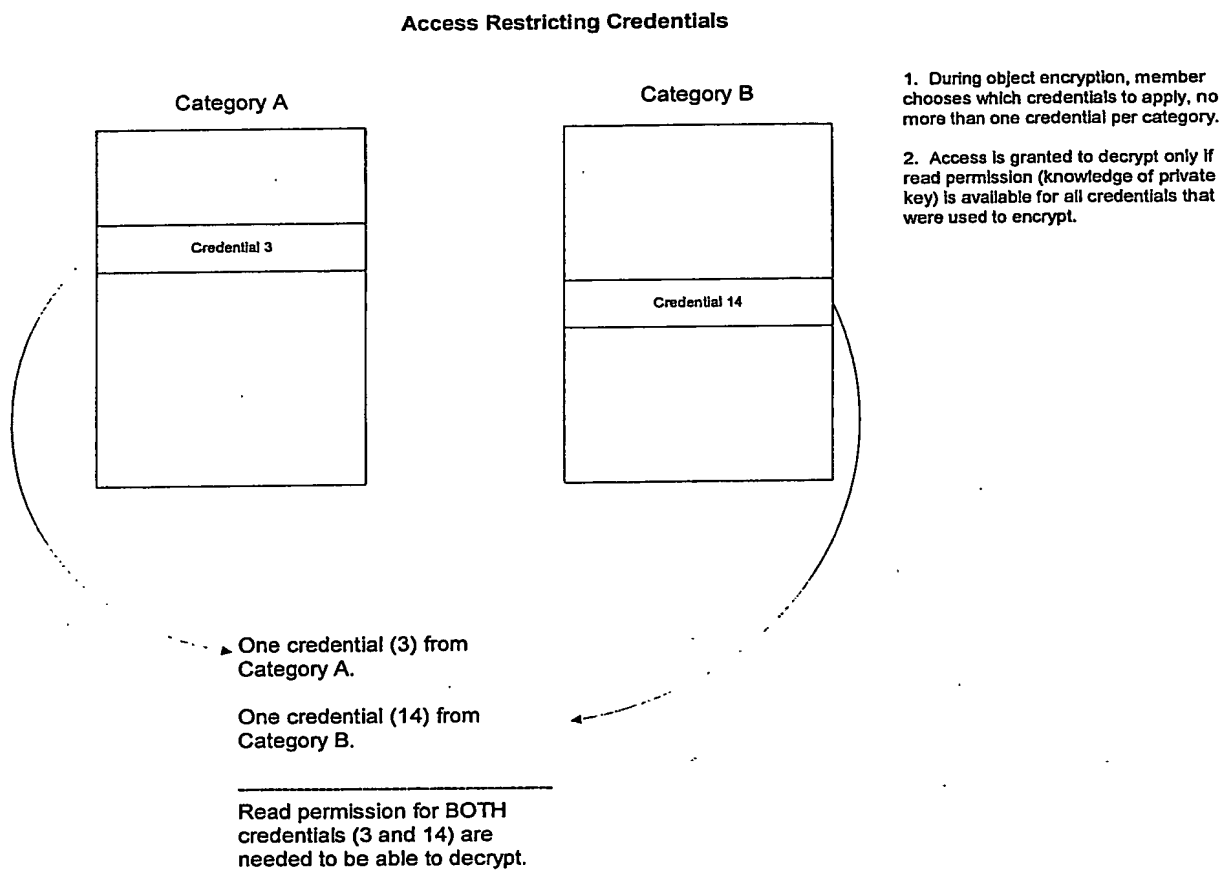 Access Restricting Credentials
Category A
Category B
Credential 3
Credential 14
1. During object encryption, member
chooses which credentials to apply, no
more than one credential per category.
2. Access is granted to decrypt only if
read permission (knowledge of private
key) is available for all credentials that
were used to encrypt.
One credential (3) from
Category A.
One credential (14) from
Category B.
Read permission for BOTH
credentials (3 and 14) are
needed to be able to decrypt.